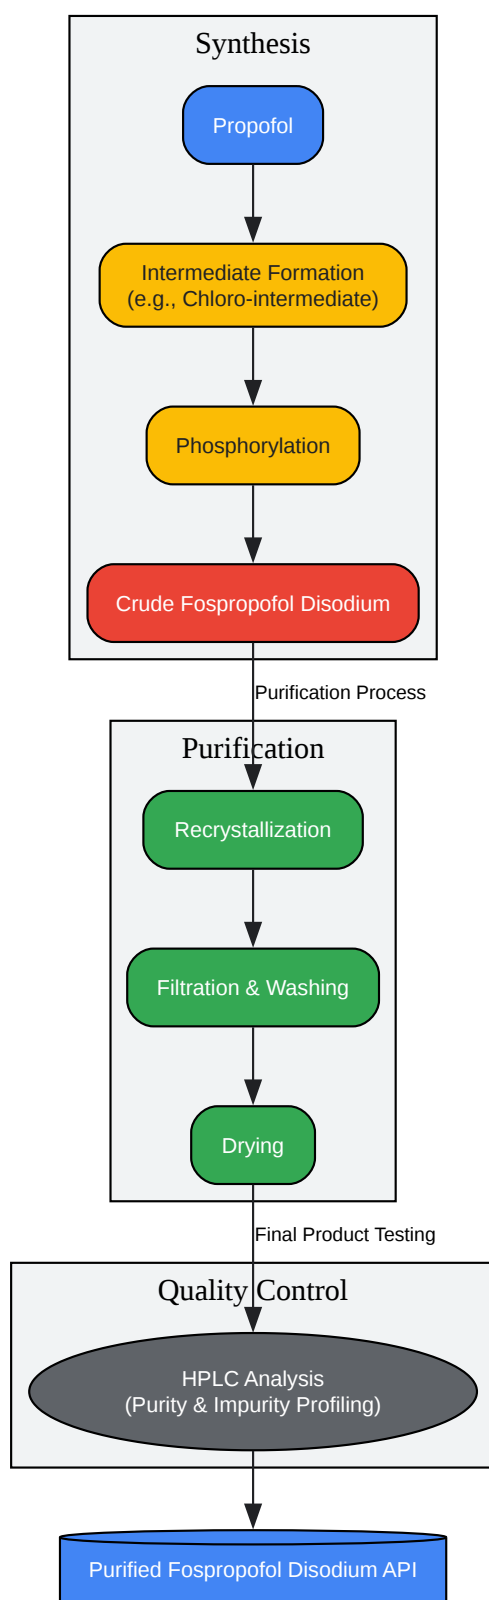 Synthesis
Propofol
Intermediate Formation
(e.g., Chloro-intermediate)
Phosphorylation
Crude Fospropofol Disodium
Purification Process
Purification
Recrystallization
Filtration & Washing
Drying
Final Product Testing
Quality Control
HPLC Analysis
(Purity & Impurity Profiling)
Purified Fospropofol Disodium API